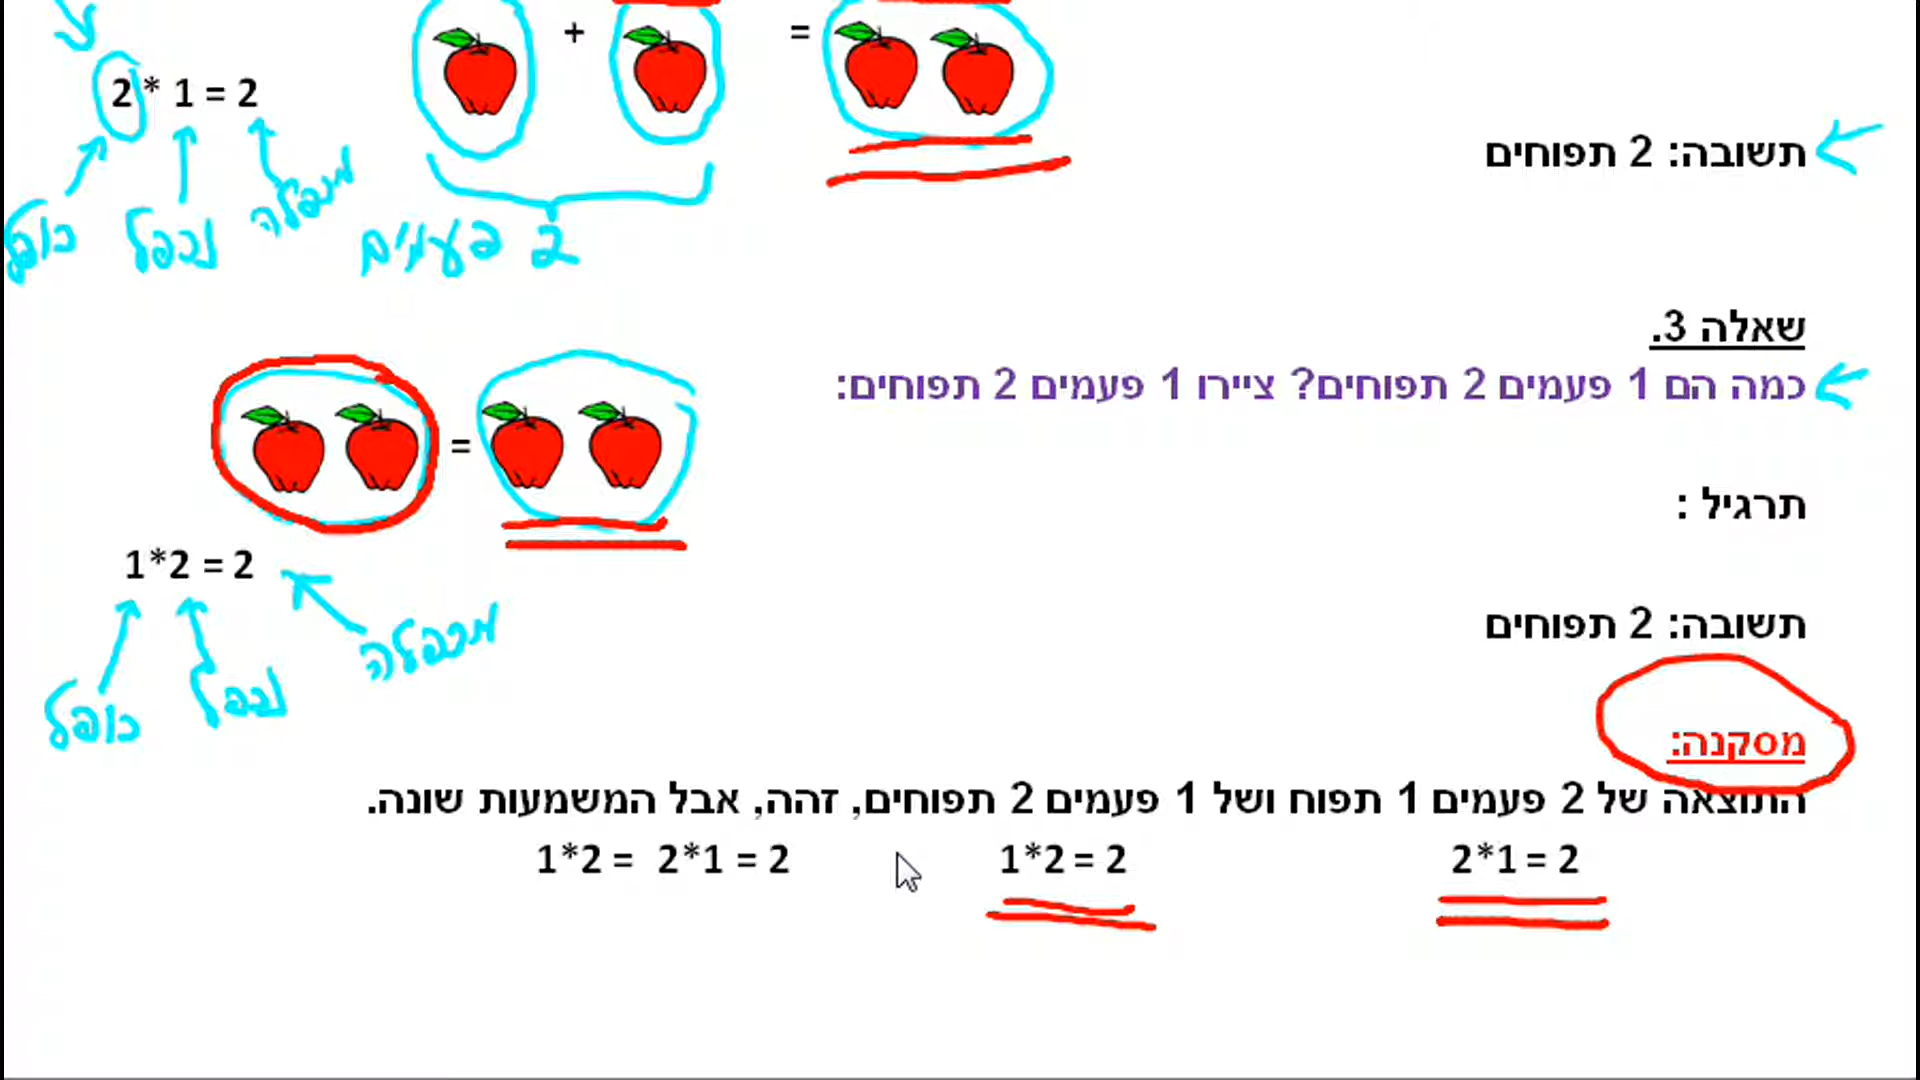 + =
2 * 1 = 2
תשובה: 2 תפוחים
כופל נכפל מכפלה
2 פעמים
שאלה 3.
כמה הם 1 פעמים 2 תפוחים? ציירו 1 פעמים 2 תפוחים:
=
תרגיל :
1*2 = 2
תשובה: 2 תפוחים
כופל נכפל מכפלה
מסקנה:
התוצאה של 2 פעמים 1 תפוח ושל 1 פעמים 2 תפוחים, זהה, אבל המשמעות שונה.
2*1 = 2 1*2 = 2 1*2 = 2*1 = 2